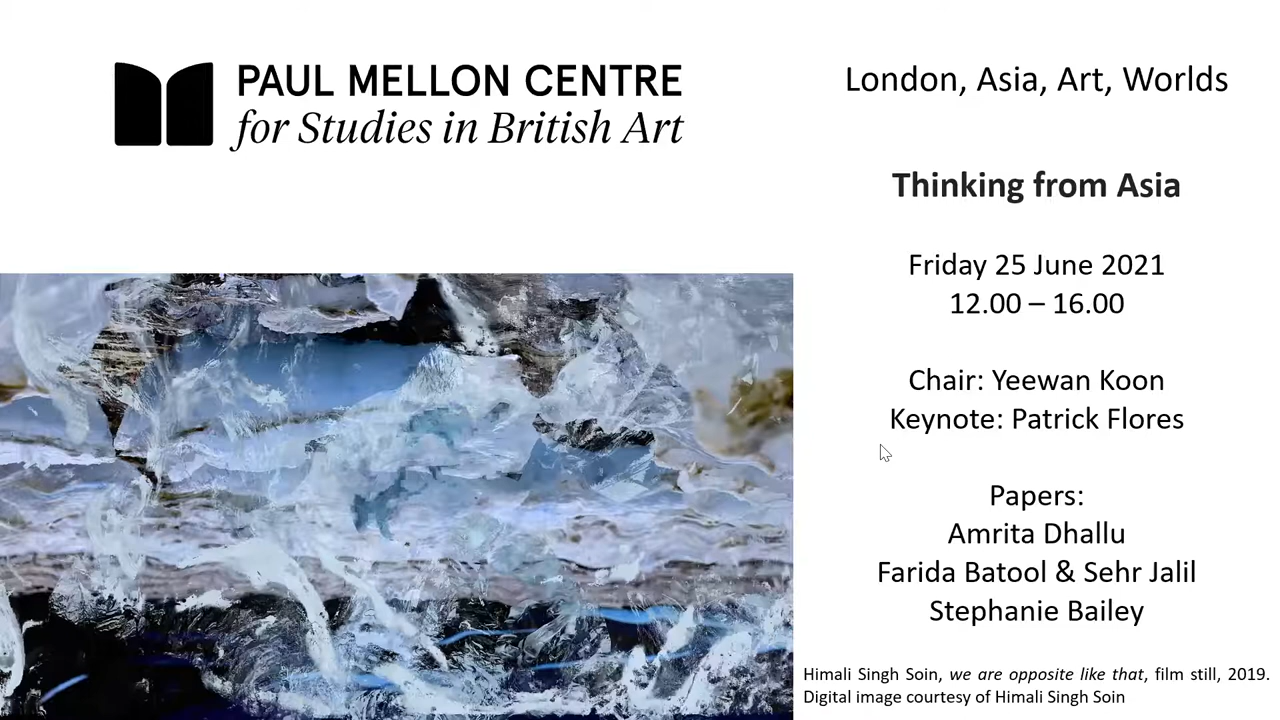 PAUL MELLON CENTRE
for Studies in British Art
London, Asia, Art, Worlds
Thinking from Asia
Friday 25 June 2021
12.00 – 16.00
Chair: Yeewan Koon
Keynote: Patrick Flores
Papers:
Amrita Dhallu
Farida Batool & Sehr Jalil
Stephanie Bailey
Himali Singh Soin, we are opposite like that, film still, 2019.
Digital image courtesy of Himali Singh Soin